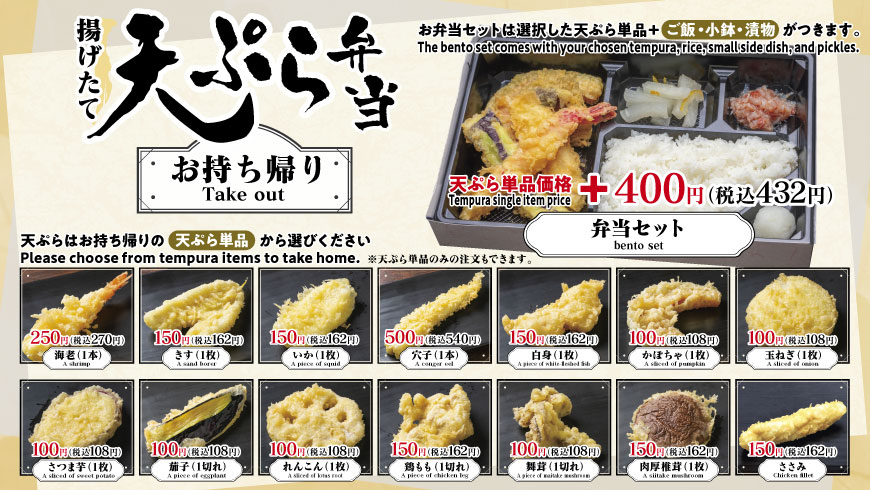 揚げたて
天ぷら弁当
お持ち帰り
Take out
お弁当セットは選択した天ぷら単品+ ご飯・小鉢・漬物 がつきます。
The bento set comes with your chosen tempura, rice, small side dish, and pickles.
天ぷら単品価格
Tempura single item price
+400円(税込432円)
弁当セット
bento set
天ぷらはお持ち帰りの 天ぷら単品 から選びください
Please choose from tempura items to take home. ※天ぷら単品のみの注文もできます。
250円(税込270円)
海老(1本)
A shrimp
150円(税込162円)
きす(1枚)
A sand borer
150円(税込162円)
いか(1枚)
A piece of squid
500円(税込540円)
穴子(1本)
A conger eel
150円(税込162円)
白身(1枚)
A piece of white-fleshed fish
100円(税込108円)
かぼちゃ(1枚)
A sliced of pumpkin
100円(税込108円)
玉ねぎ(1枚)
A sliced of onion
100円(税込108円)
さつま芋(1枚)
A sliced of sweet potato
100円(税込108円)
茄子(1切れ)
A piece of eggplant
100円(税込108円)
れんこん(1枚)
A sliced of lotus root
150円(税込162円)
鶏もも(1切れ)
A piece of chicken leg
100円(税込108円)
舞茸(1切れ)
A piece of maitake mushroom
150円(税込162円)
肉厚椎茸(1枚)
A siitake mushroom
150円(税込162円)
ささみ
Chicken fillet